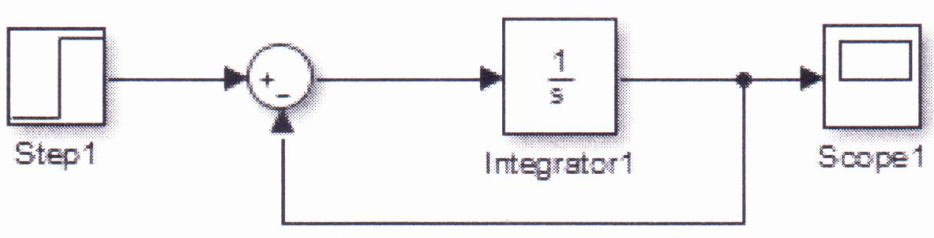 +
−
1
s
Step1
Integrator1
Scope1